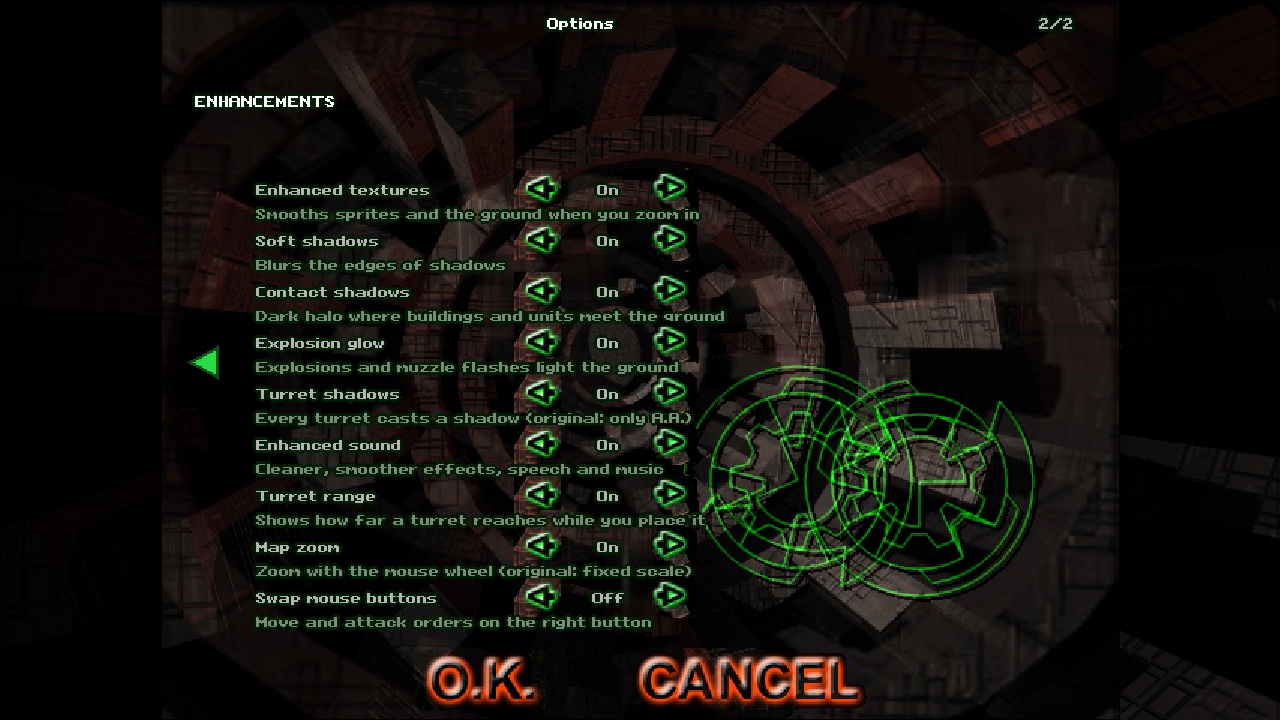 Options
2/2
ENHANCEMENTS
Enhanced textures On
Smooths sprites and the ground when you zoom in
Soft shadows On
Blurs the edges of shadows
Contact shadows On
Dark halo where buildings and units meet the ground
Explosion glow On
Explosions and muzzle flashes light the ground
Turret shadows On
Every turret casts a shadow (original: only A.A.)
Enhanced sound On
Cleaner, smoother effects, speech and music
Turret range On
Shows how far a turret reaches while you place it
Map zoom On
Zoom with the mouse wheel (original: fixed scale)
Swap mouse buttons Off
Move and attack orders on the right button
O.K. CANCEL